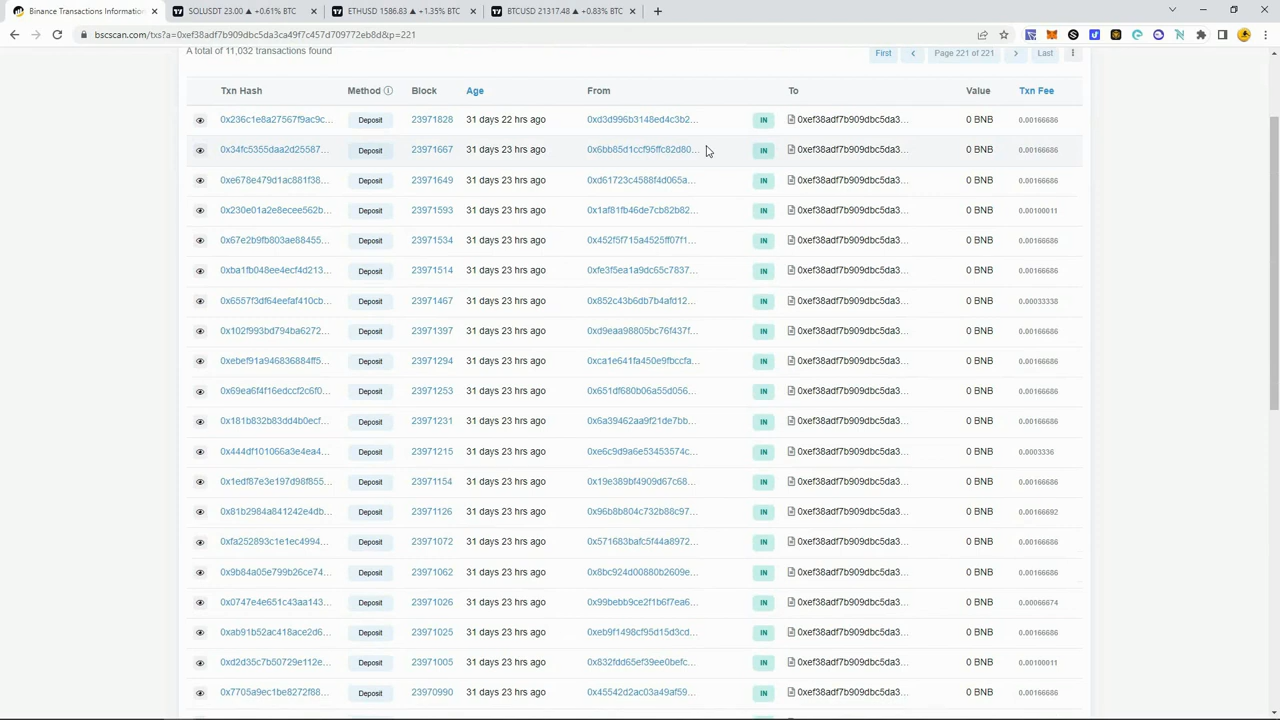 Binance Transactions Information
SOLUSDT 23.00 ▲ +0.61% BTC
ETHUSD 1586.83 ▲ +1.35% BTC
BTCUSD 21317.48 ▲ +0.83% BTC
bscscan.com/txs?a=0xef38adf7b909dbc5da3ca49f7c457d709772eb8d&p=221
A total of 11,032 transactions found
First Page 221 of 221 Last
Txn Hash Method Block Age From To Value Txn Fee
0x236c1e8a27567f9ac9c... Deposit 23971828 31 days 22 hrs ago 0xd3d996b3148ed4c3b2... IN 0xef38adf7b909dbc5da3... 0 BNB 0.00166686
0x34fc5355daa2d25587... Deposit 23971667 31 days 23 hrs ago 0x6bb85d1ccf95ffc82d80... IN 0xef38adf7b909dbc5da3... 0 BNB 0.00166686
0xe678e479d1ac881f38... Deposit 23971649 31 days 23 hrs ago 0xd61723c4588f4d065a... IN 0xef38adf7b909dbc5da3... 0 BNB 0.00166686
0x230e01a2e8ecee562b... Deposit 23971593 31 days 23 hrs ago 0x1af81fb46de7cb82b82... IN 0xef38adf7b909dbc5da3... 0 BNB 0.00100011
0x67e2b9fb803ae88455... Deposit 23971534 31 days 23 hrs ago 0x452f5f715a4525ff07f1... IN 0xef38adf7b909dbc5da3... 0 BNB 0.00166686
0xba1fb048ee4ecf4d213... Deposit 23971514 31 days 23 hrs ago 0xfe3f5ea1a9dc65c7837... IN 0xef38adf7b909dbc5da3... 0 BNB 0.00166686
0x6557f3df64eefaf410cb... Deposit 23971467 31 days 23 hrs ago 0x852c43b6db7b4afd12... IN 0xef38adf7b909dbc5da3... 0 BNB 0.00033338
0x102f993bd794ba6272... Deposit 23971397 31 days 23 hrs ago 0xd9eaa98805bc76f437f... IN 0xef38adf7b909dbc5da3... 0 BNB 0.00166686
0xebef91a946836884ff5... Deposit 23971294 31 days 23 hrs ago 0xca1e641fa450e9fbccfa... IN 0xef38adf7b909dbc5da3... 0 BNB 0.00166686
0x69ea6f4f16edccf2c6f0... Deposit 23971253 31 days 23 hrs ago 0x651df680b06a55d056... IN 0xef38adf7b909dbc5da3... 0 BNB 0.00166686
0x181b832b83dd4b0ecf... Deposit 23971231 31 days 23 hrs ago 0x6a39462aa9f21de7bb... IN 0xef38adf7b909dbc5da3... 0 BNB 0.00166686
0x444df101066a3e4ea4... Deposit 23971215 31 days 23 hrs ago 0xe6c9d9a6e53453574c... IN 0xef38adf7b909dbc5da3... 0 BNB 0.0003336
0x1edf87e3e197d98f855... Deposit 23971154 31 days 23 hrs ago 0x19e389bf4909d67c68... IN 0xef38adf7b909dbc5da3... 0 BNB 0.00166686
0x81b2984a841242e4db... Deposit 23971126 31 days 23 hrs ago 0x96b8b804c732b88c97... IN 0xef38adf7b909dbc5da3... 0 BNB 0.00166692
0xfa252893c1e1ec4994... Deposit 23971072 31 days 23 hrs ago 0x571683bafc5f44a8972... IN 0xef38adf7b909dbc5da3... 0 BNB 0.00166686
0x9b84a05e799b26ce74... Deposit 23971062 31 days 23 hrs ago 0x8bc924d00880b2609e... IN 0xef38adf7b909dbc5da3... 0 BNB 0.00166686
0x0747e4e651c43aa143... Deposit 23971026 31 days 23 hrs ago 0x99bebb9ce2f1b6f7ea6... IN 0xef38adf7b909dbc5da3... 0 BNB 0.00066674
0xab91b52ac418ace2d6... Deposit 23971025 31 days 23 hrs ago 0xeb9f1498cf95d15d3cd... IN 0xef38adf7b909dbc5da3... 0 BNB 0.00166686
0xd2d35c7b50729e112e... Deposit 23971005 31 days 23 hrs ago 0x832fdd65ef39ee0befc... IN 0xef38adf7b909dbc5da3... 0 BNB 0.00100011
0x7705a9ec1be8272f88... Deposit 23970990 31 days 23 hrs ago 0x45542d2ac03a49af59... IN 0xef38adf7b909dbc5da3... 0 BNB 0.00166686